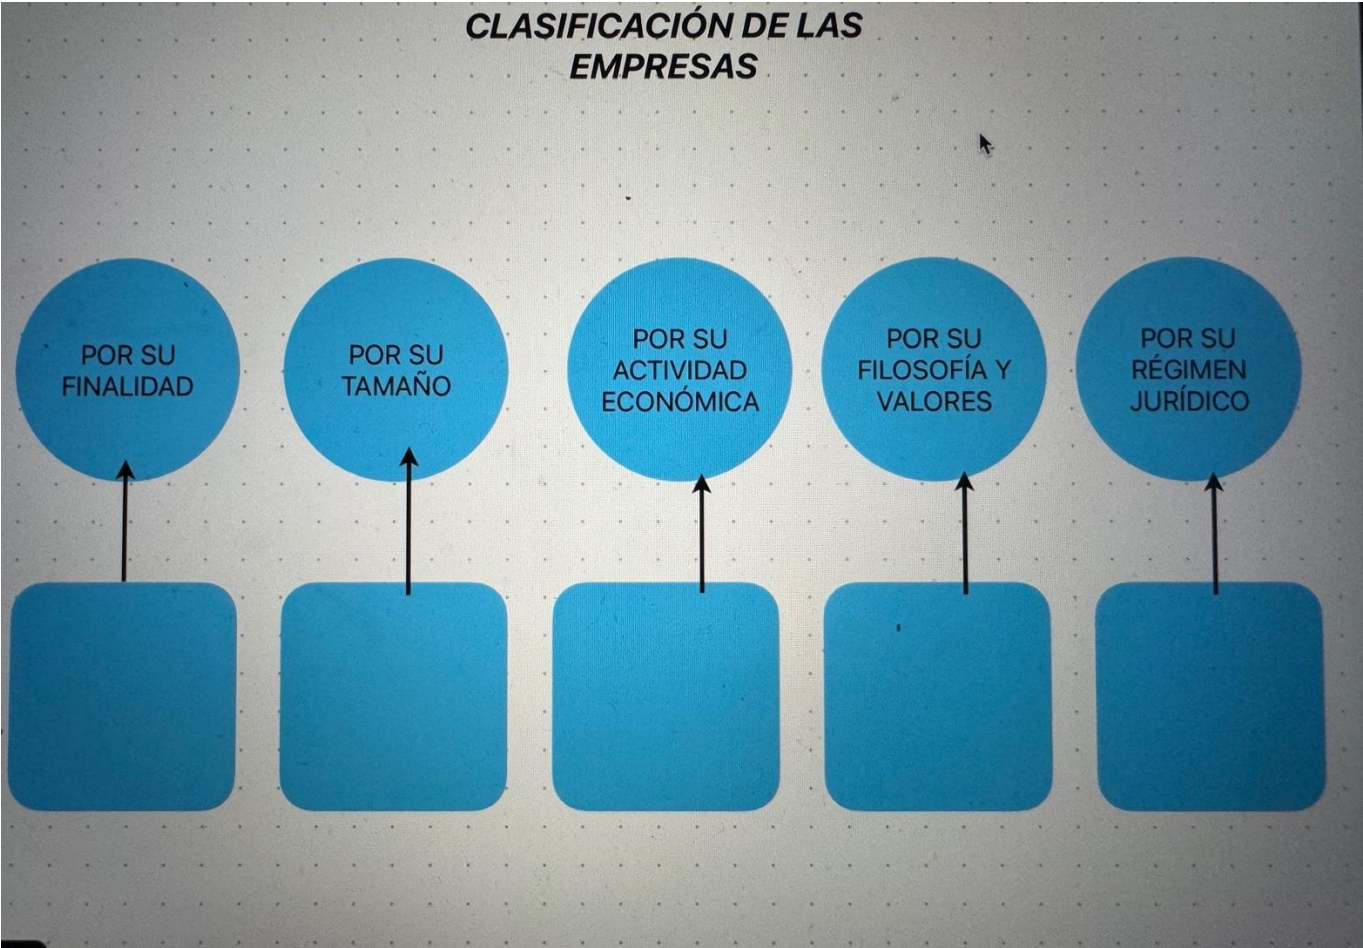 CLASIFICACIÓN DE LAS
EMPRESAS
POR SU
FINALIDAD
POR SU
TAMAÑO
POR SU
ACTIVIDAD
ECONÓMICA
POR SU
FILOSOFÍA Y
VALORES
POR SU
RÉGIMEN
JURÍDICO